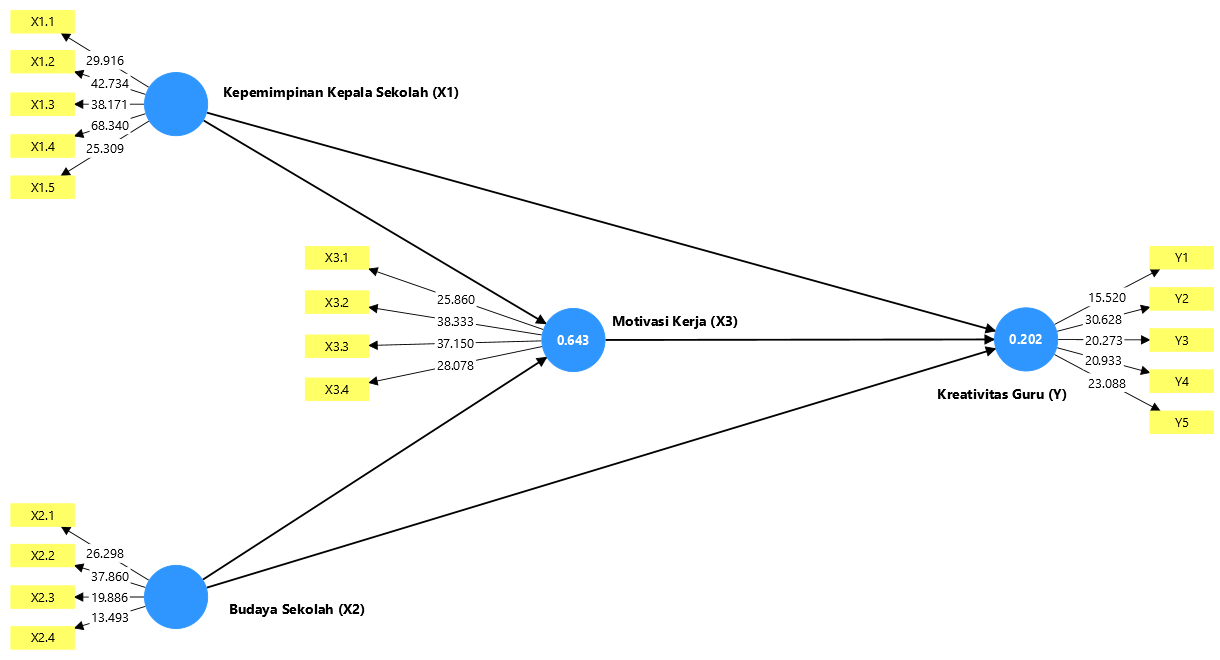 X1.1
29.916
X1.2
42.734
X1.3
38.171
68.340
X1.4
25.309
X1.5
Kepemimpinan Kepala Sekolah (X1)
X3.1
25.860
X3.2
38.333
X3.3
37.150
28.078
X3.4
0.643
Motivasi Kerja (X3)
Y1
15.520
Y2
30.628
0.202
20.273
Y3
20.933
Y4
23.088
Y5
Kreativitas Guru (Y)
X2.1
26.298
X2.2
37.860
X2.3
19.886
13.493
X2.4
Budaya Sekolah (X2)